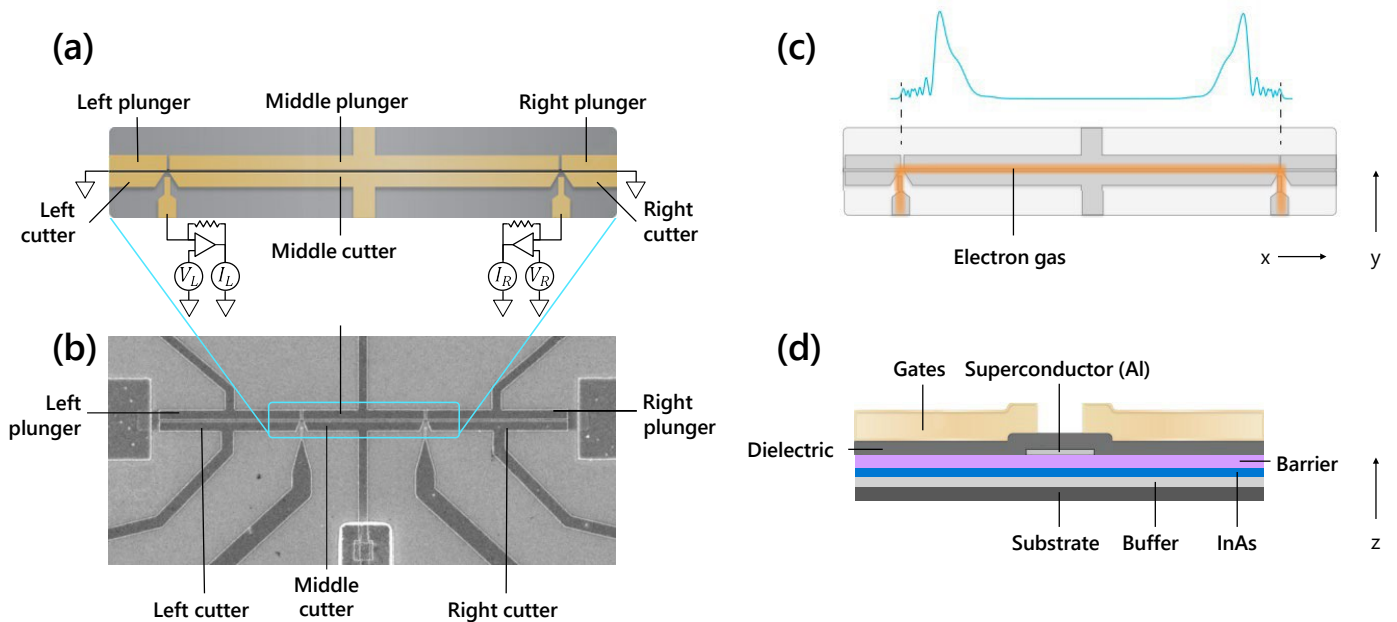 (a)
Left plunger
Middle plunger
Right plunger
Left
cutter
Middle cutter
Right
cutter
V_L
I_L
I_R
V_R
(b)
Left
plunger
Right
plunger
Left cutter
Middle
cutter
Right cutter
(c)
Electron gas
x
y
(d)
Gates
Superconductor (Al)
Dielectric
Barrier
Substrate
Buffer
InAs
z